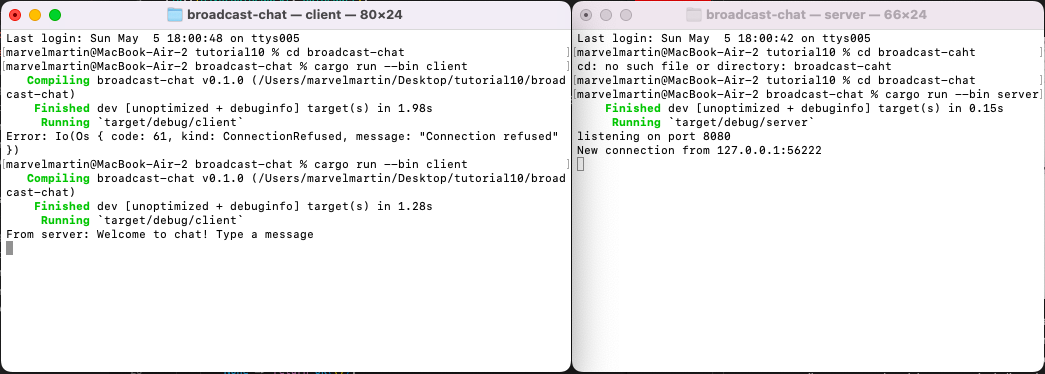 broadcast-chat — client — 80×24
Last login: Sun May  5 18:00:48 on ttys005
[marvelmartin@MacBook-Air-2 tutorial10 % cd broadcast-chat ]
[marvelmartin@MacBook-Air-2 broadcast-chat % cargo run --bin client ]
   Compiling broadcast-chat v0.1.0 (/Users/marvelmartin/Desktop/tutorial10/broad
cast-chat)
    Finished dev [unoptimized + debuginfo] target(s) in 1.98s
     Running `target/debug/client`
Error: Io(Os { code: 61, kind: ConnectionRefused, message: "Connection refused"
})
[marvelmartin@MacBook-Air-2 broadcast-chat % cargo run --bin client ]
   Compiling broadcast-chat v0.1.0 (/Users/marvelmartin/Desktop/tutorial10/broad
cast-chat)
    Finished dev [unoptimized + debuginfo] target(s) in 1.28s
     Running `target/debug/client`
From server: Welcome to chat! Type a message
broadcast-chat — server — 66×24
Last login: Sun May  5 18:00:42 on ttys005
[marvelmartin@MacBook-Air-2 tutorial10 % cd broadcast-caht ]
cd: no such file or directory: broadcast-caht
[marvelmartin@MacBook-Air-2 tutorial10 % cd broadcast-chat ]
[marvelmartin@MacBook-Air-2 broadcast-chat % cargo run --bin server]
    Finished dev [unoptimized + debuginfo] target(s) in 0.15s
     Running `target/debug/server`
listening on port 8080
New connection from 127.0.0.1:56222